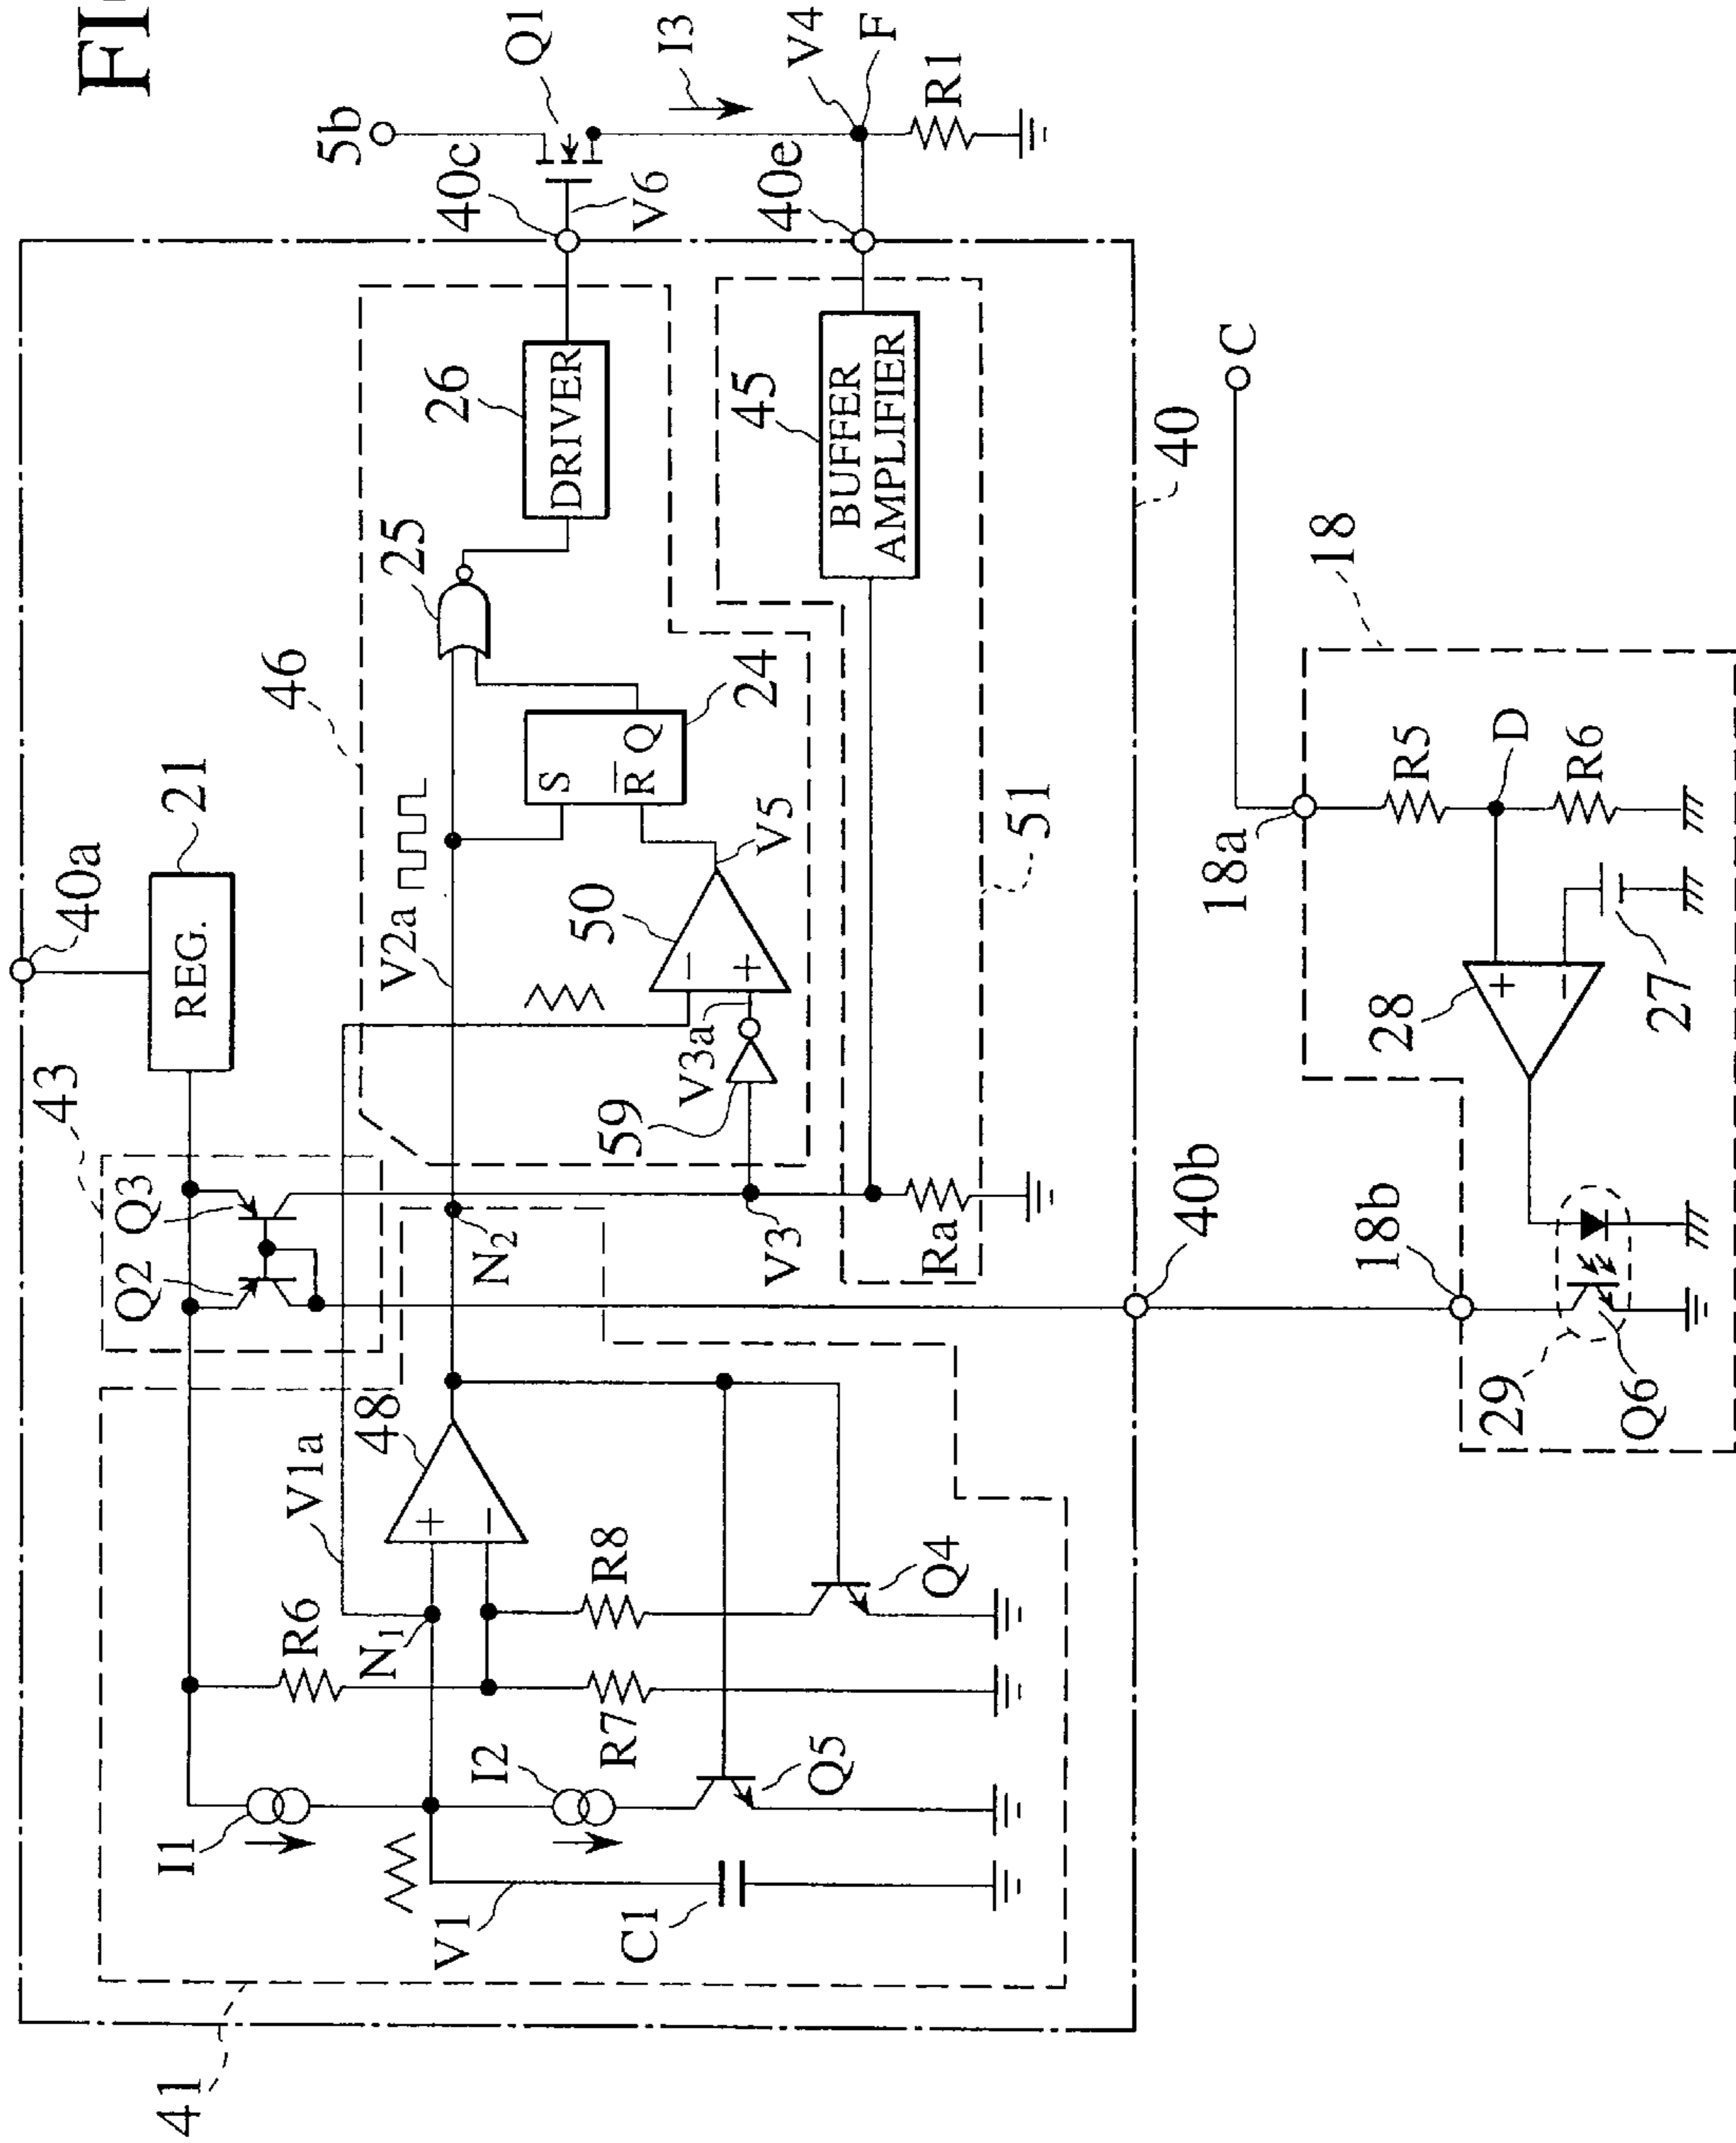 FI
41
43
40a
21
REG.
46
Q2
Q3
I1
R6
V1a
N1
48
+
−
V1
C1
I2
R7
R8
Q5
Q4
N2
V2a
25
26
DRIVER
5b
Q1
40c
V6
I3
S
R̅ Q
24
50
−
+
V5
V3a
59
V3
Ra
51
45
BUFFER
AMPLIFIER
40e
V4
F
R1
40
40b
18b
18
C
18a
R5
D
R6
28
+
−
27
29
Q6